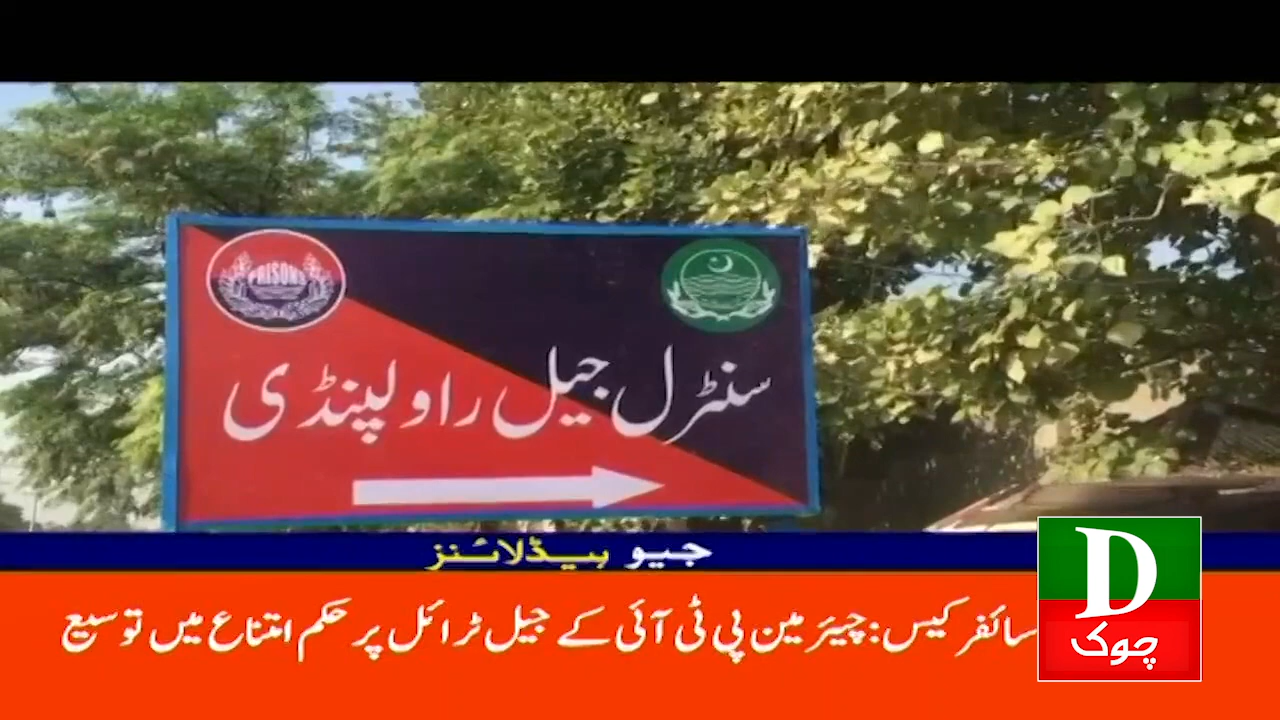 PRISONS
سنٹرل جیل راولپنڈی
جیو ہیڈلائنز
سائفر کیس: چیئرمین پی ٹی آئی کے جیل ٹرائل پر حکم امتناع میں توسیع
D
چوک